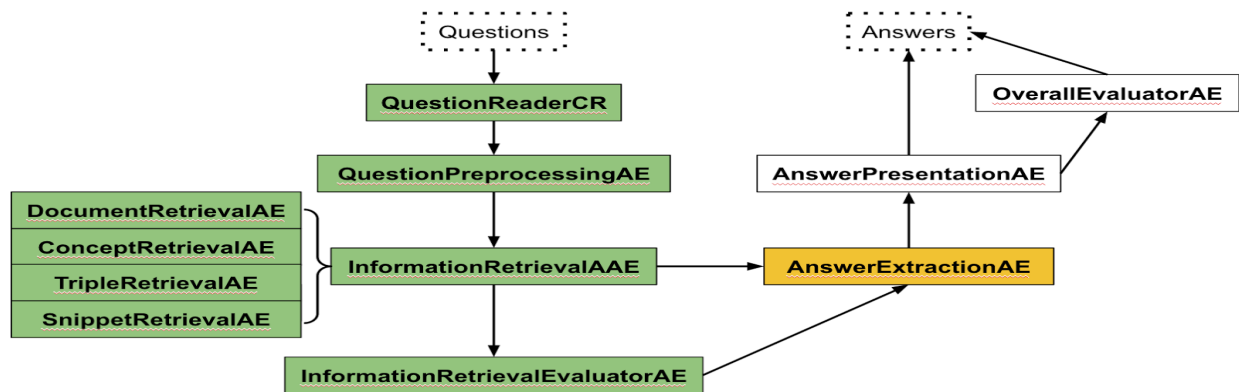 Questions
Answers
OverallEvaluatorAE
QuestionReaderCR
QuestionPreprocessingAE
AnswerPresentationAE
DocumentRetrievalAE
ConceptRetrievalAE
TripleRetrievalAE
SnippetRetrievalAE
InformationRetrievalAAE
AnswerExtractionAE
InformationRetrievalEvaluatorAE